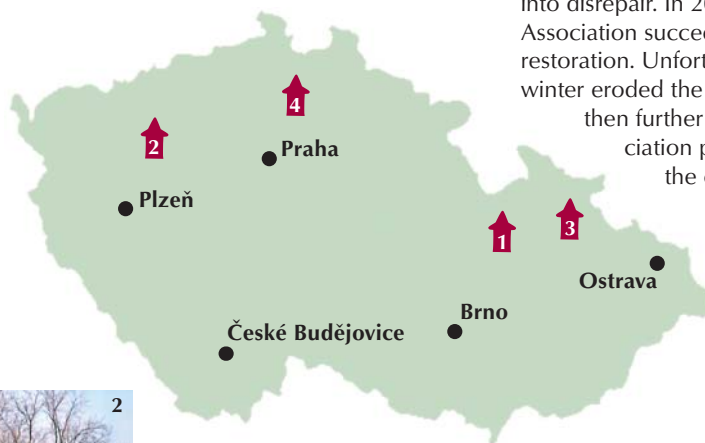 into disrepair. In 20
Association succee
restoration. Unfort
winter eroded the
then further
ciation p
the
4
2
Praha
Plzeň
1
3
Ostrava
Brno
České Budějovice
2